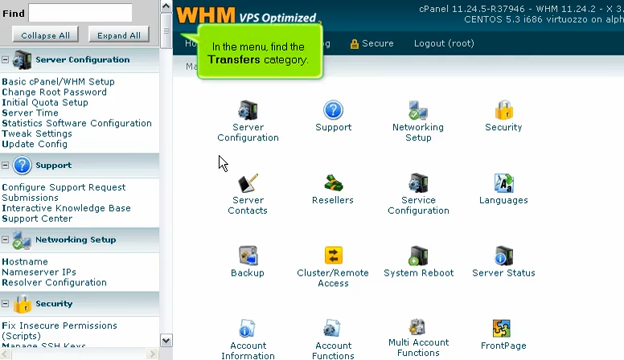 Find
Collapse All
Expand All
Server Configuration
Basic cPanel/WHM Setup
Change Root Password
Initial Quota Setup
Server Time
Statistics Software Configuration
Tweak Settings
Update Config
Support
Configure Support Request
Submissions
Interactive Knowledge Base
Support Center
Networking Setup
Hostname
Nameserver IPs
Resolver Configuration
Security
Fix Insecure Permissions
(Scripts)
Manage SSH Keys
WHM VPS Optimized
cPanel 11.24.5-R37946 - WHM 11.24.2 - X 3.
CENTOS 5.3 i686 virtuozzo on
Secure
Logout (root)
In the menu, find the
Transfers category.
Server
Configuration
Support
Networking
Setup
Security
Server
Contacts
Resellers
Service
Configuration
Languages
Backup
Cluster/Remote
Access
System Reboot
Server Status
Account
Information
Account
Functions
Multi Account
Functions
FrontPage